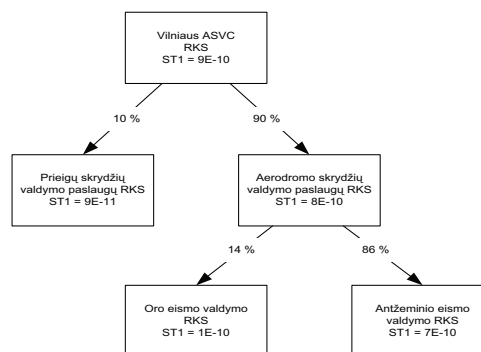 Vilniaus ASVC
RKS
ST1 = 9E-10
10 %
90 %
Prieigų skrydžių
valdymo paslaugų RKS
ST1 = 9E-11
Aerodromo skrydžių
valdymo paslaugų RKS
ST1 = 8E-10
14 %
86 %
Oro eismo valdymo
RKS
ST1 = 1E-10
Antžeminio eismo
valdymo RKS
ST1 = 7E-10